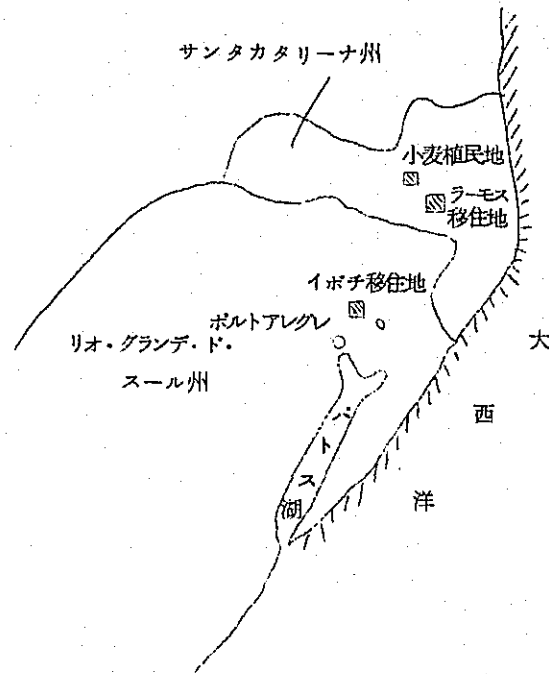 サンタカタリーナ州
小麦植民地
ラーモス
移住地
イボチ移住地
ポルトアレグレ
リオ・グランデ・ド・
スール州
パトス湖
大西洋